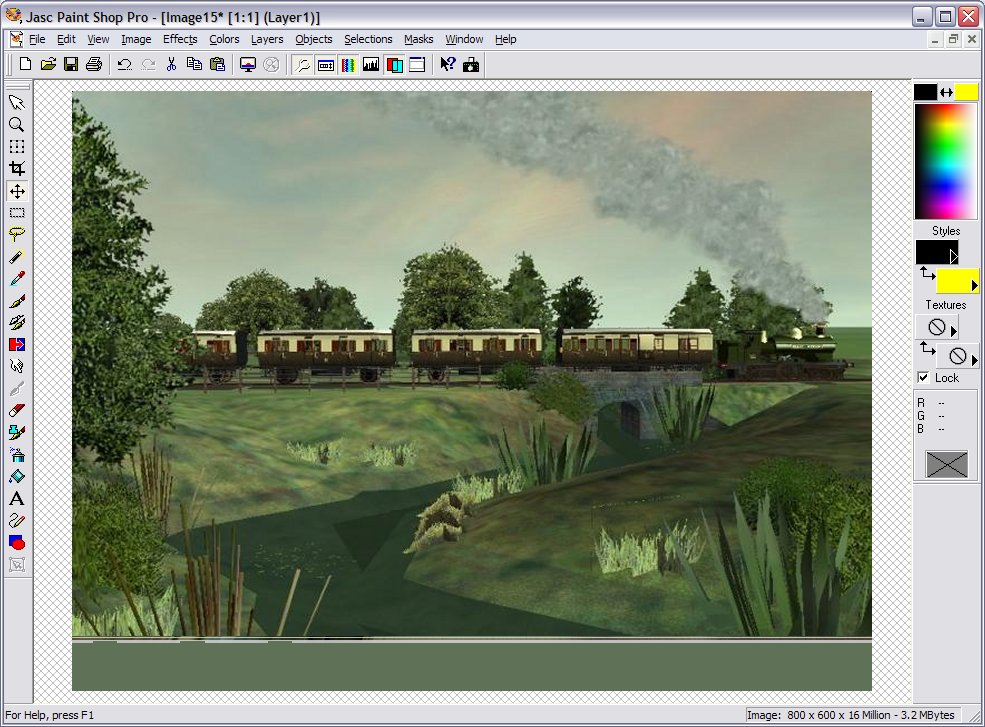 Jasc Paint Shop Pro - [Image15* [1:1] (Layer1)]
File Edit View Image Effects Colors Layers Objects Selections Masks Window Help
Styles
Textures
Lock
R --
G --
B --
For Help, press F1
Image: 800 x 600 x 16 Million - 3.2 MBytes